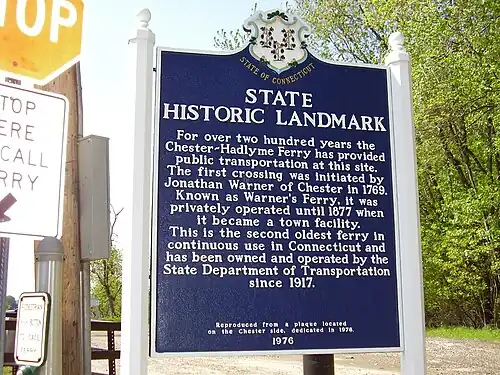 TOP
STATE OF CONNECTICUT
STATE
HISTORIC LANDMARK
For over two hundred years the
Chester-Hadlyme Ferry has provided
public transportation at this site.
The first crossing was initiated by
Jonathan Warner of Chester in 1769.
Known as Warner's Ferry, it was
privately operated until 1877 when
it became a town facility.
This is the second oldest ferry in
continuous use in Connecticut and
has been owned and operated by the
State Department of Transportation
since 1917.
Reproduced from a plaque located
on the Chester side, dedicated in 1976.
1976
TOP
ERE
CALL
RRY